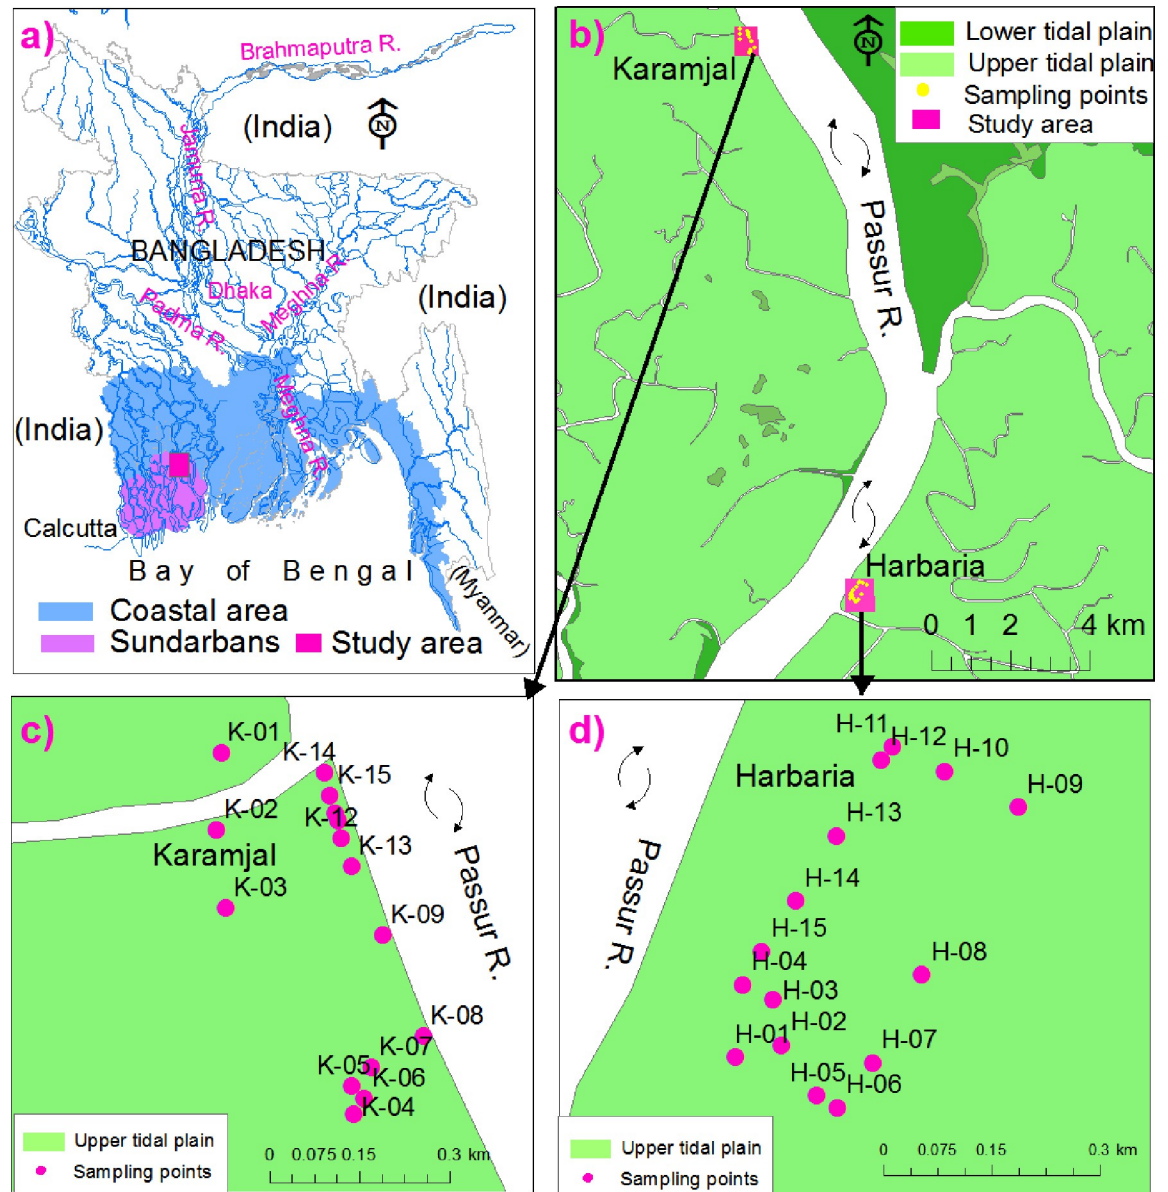 a)
Brahmaputra R.
(India)
N
Jamuna R.
BANGLADESH
Dhaka
Meghna R.
(India)
Padma R.
Meghna R.
(India)
Calcutta
Bay of Bengal
(Myanmar)
Coastal area
Sundarbans
Study area
b)
Karamjal
N
Lower tidal plain
Upper tidal plain
Sampling points
Study area
Passur R.
Harbaria
0 1 2 4 km
c)
K-01
K-14
K-15
K-02
K-12
Karamjal
K-13
K-03
K-09
Passur R.
K-08
K-07
K-05
K-06
K-04
Upper tidal plain
Sampling points
0 0.075 0.15 0.3 km
d)
H-11
H-12
H-10
Harbaria
H-09
H-13
Passur R.
H-14
H-15
H-08
H-04
H-03
H-02
H-01
H-07
H-05
H-06
Upper tidal plain
Sampling points
0 0.075 0.15 0.3 km